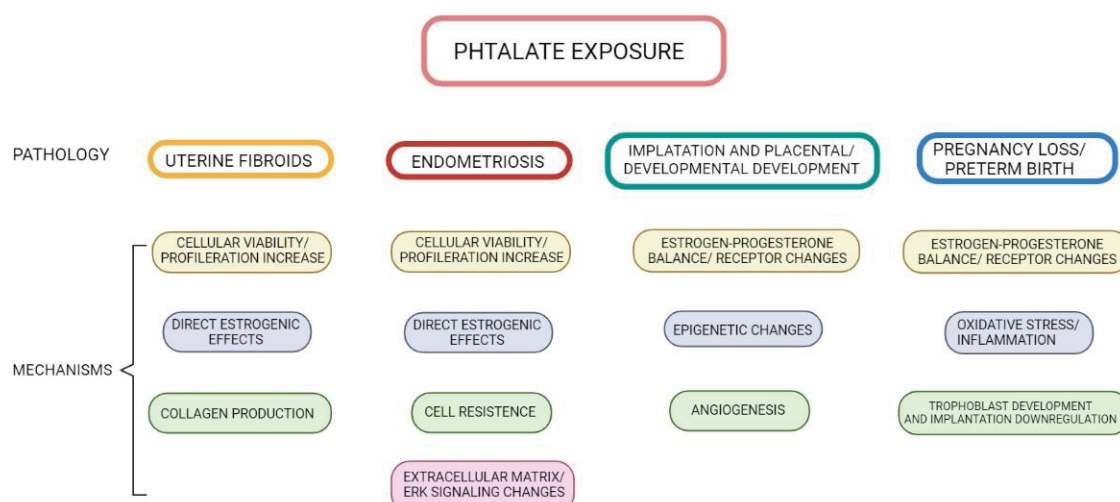 PHTALATE EXPOSURE
PATHOLOGY
UTERINE FIBROIDS
ENDOMETRIOSIS
IMPLATATION AND PLACENTAL/
DEVELOPMENTAL DEVELOPMENT
PREGNANCY LOSS/
PRETERM BIRTH
MECHANISMS
CELLULAR VIABILITY/
PROFILERATION INCREASE
CELLULAR VIABILITY/
PROFILERATION INCREASE
ESTROGEN-PROGESTERONE
BALANCE/ RECEPTOR CHANGES
ESTROGEN-PROGESTERONE
BALANCE/ RECEPTOR CHANGES
DIRECT ESTROGENIC
EFFECTS
DIRECT ESTROGENIC
EFFECTS
EPIGENETIC CHANGES
OXIDATIVE STRESS/
INFLAMMATION
COLLAGEN PRODUCTION
CELL RESISTENCE
ANGIOGENESIS
TROPHOBLAST DEVELOPMENT
AND IMPLANTATION DOWNREGULATION
EXTRACELLULAR MATRIX/
ERK SIGNALING CHANGES